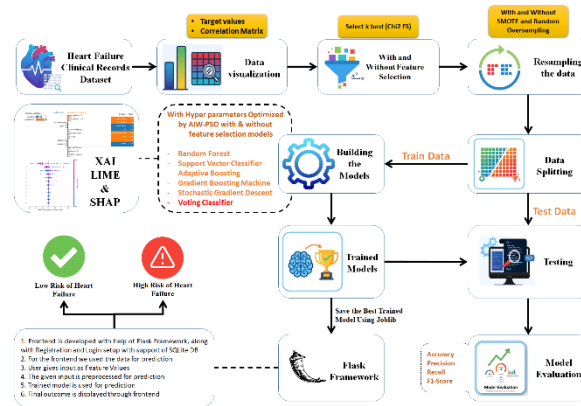 • Target values
• Correlation Matrix
Select k best (Chi2 FS)
With and Without
SMOTE and Random
Oversampling
Heart Failure
Clinical Records
Dataset
Data
visualization
With and
Without Feature
Selection
Resampling
the data
With Hyper parameters Optimized
by AIW-PSO with & without
feature selection models
- Random Forest
- Support Vector Classifier
- Adaptive Boosting
- Gradient Boosting Machine
- Stochastic Gradient Descent
- Voting Classifier
XAI
LIME
&
SHAP
Building
the
Models
Train Data
Data
Splitting
Test Data
Low Risk of Heart
Failure
High Risk of Heart
Failure
Trained
Models
Testing
Save the Best Trained
Model Using Joblib
1. Frontend is developed with help of Flask Framework, along
with Registration and Login setup with support of SQLite DB
2. For the frontend we used the data for prediction
3. User gives input as Feature Values
4. The given input is preprocessed for prediction
5. Trained model is used for prediction
6. Final outcome is displayed through frontend
Flask
Framework
Accuracy
Precision
Recall
F1-Score
Model Evaluation
Model
Evaluation